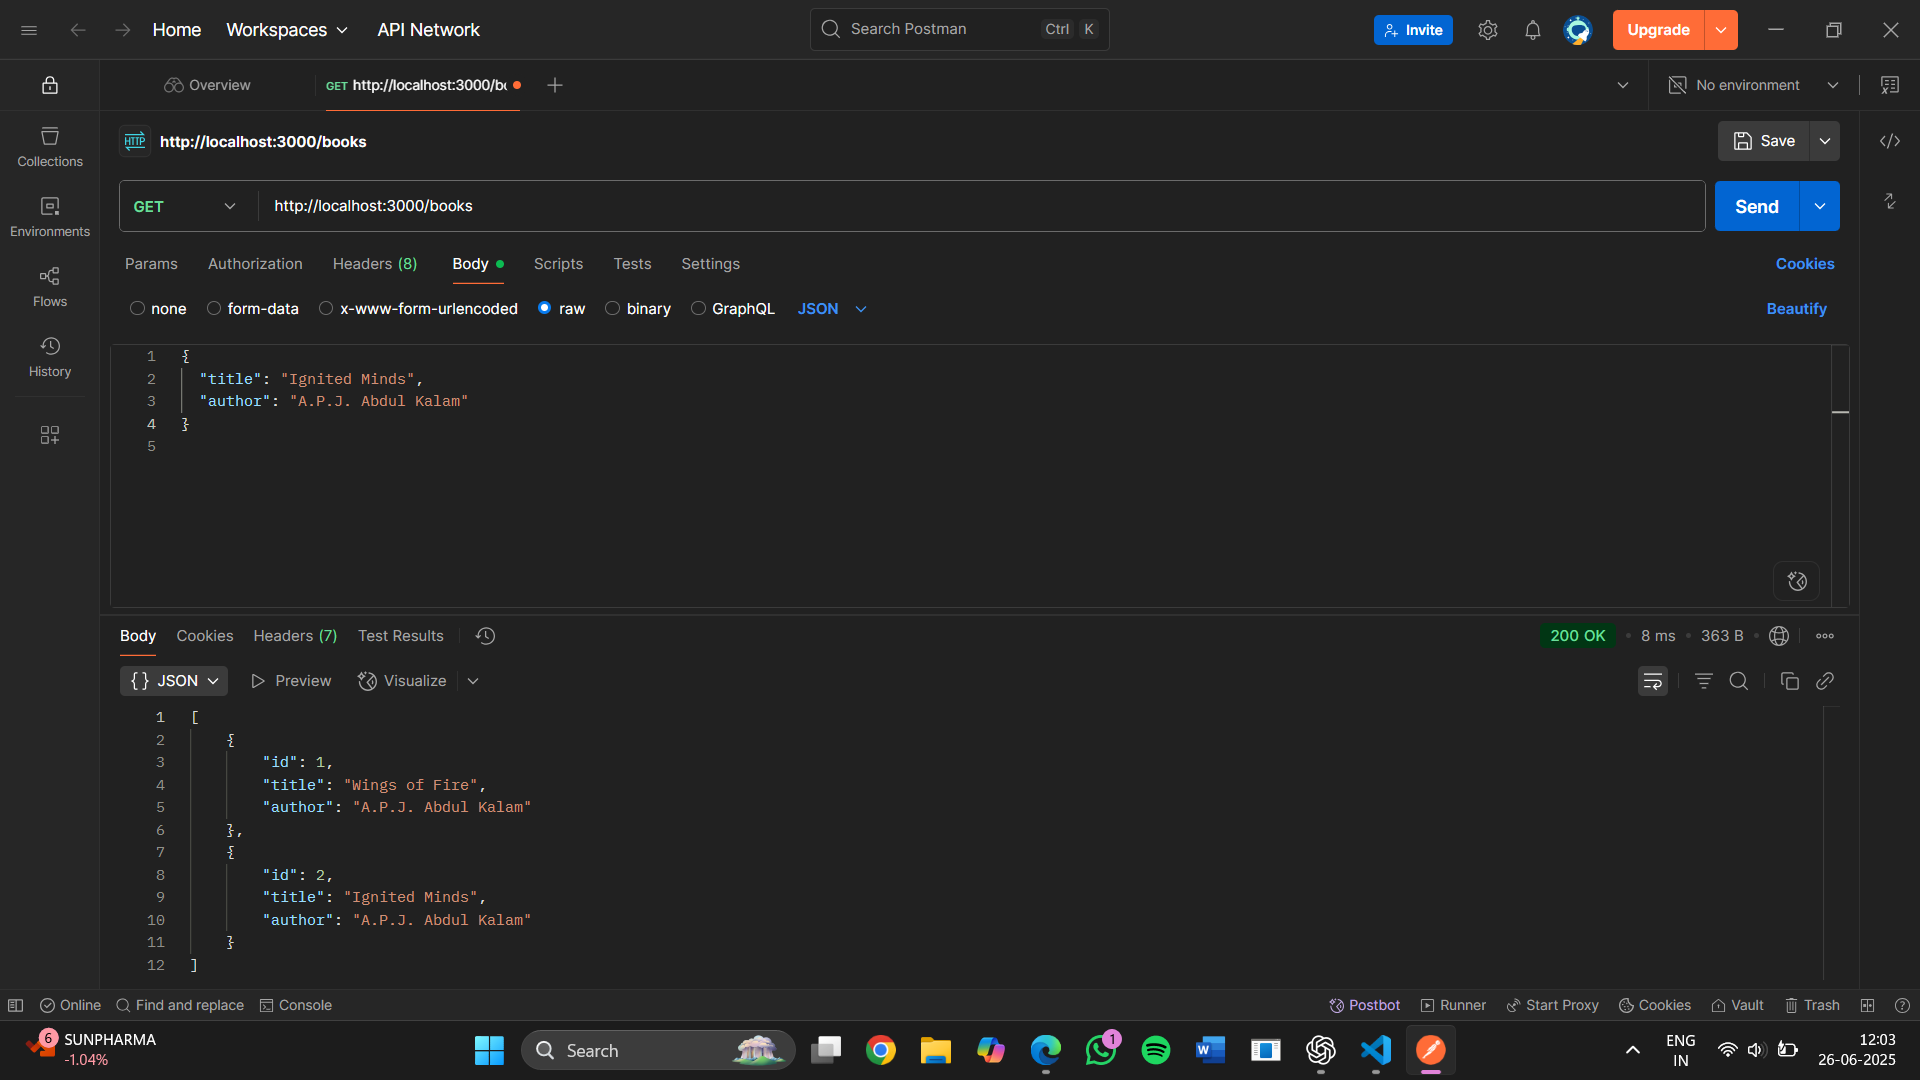 Home Workspaces API Network Search Postman Ctrl K Invite Upgrade
Overview GET http://localhost:3000/bo No environment
HTTP http://localhost:3000/books Save
GET http://localhost:3000/books Send
Params Authorization Headers (8) Body Scripts Tests Settings Cookies
none form-data x-www-form-urlencoded raw binary GraphQL JSON Beautify
Collections
Environments
Flows
History
1 {
2 "title": "Ignited Minds",
3 "author": "A.P.J. Abdul Kalam"
4 }
5
Body Cookies Headers (7) Test Results 200 OK • 8 ms • 363 B •
{} JSON Preview Visualize
1 [
2 {
3 "id": 1,
4 "title": "Wings of Fire",
5 "author": "A.P.J. Abdul Kalam"
6 },
7 {
8 "id": 2,
9 "title": "Ignited Minds",
10 "author": "A.P.J. Abdul Kalam"
11 }
12 ]
Online Find and replace Console Postbot Runner Start Proxy Cookies Vault Trash
6 SUNPHARMA
-1.04%
Search
1
ENG
IN
12:03
26-06-2025